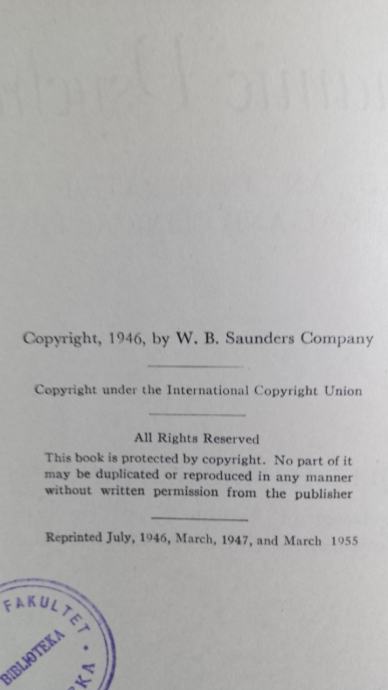 Copyright, 1946, by W. B. Saunders Company
Copyright under the International Copyright Union
All Rights Reserved
This book is protected by copyright. No part of it
may be duplicated or reproduced in any manner
without written permission from the publisher
Reprinted July, 1946, March, 1947, and March 1955
FAKULTET •
BIBLIOTEKA